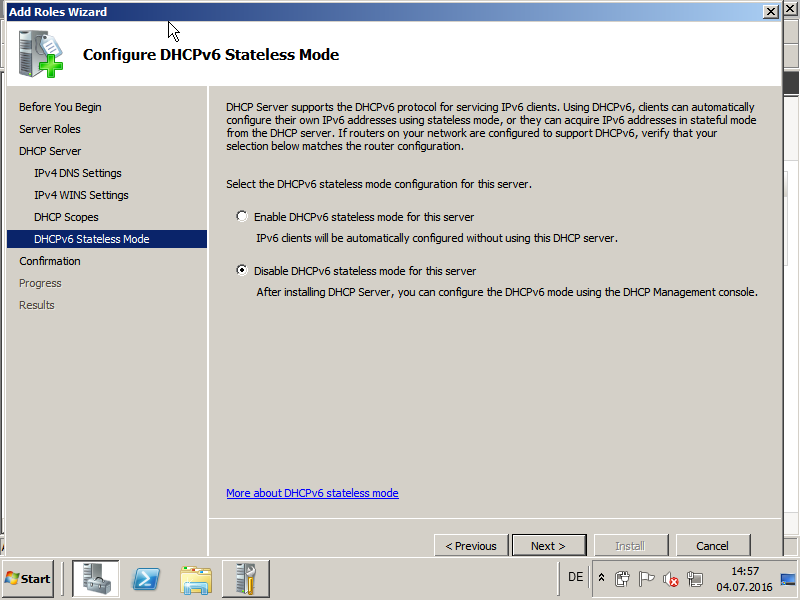 Add Roles Wizard
Configure DHCPv6 Stateless Mode
Before You Begin
Server Roles
DHCP Server
IPv4 DNS Settings
IPv4 WINS Settings
DHCP Scopes
DHCPv6 Stateless Mode
Confirmation
Progress
Results
DHCP Server supports the DHCPv6 protocol for servicing IPv6 clients. Using DHCPv6, clients can automatically
configure their own IPv6 addresses using stateless mode, or they can acquire IPv6 addresses in stateful mode
from the DHCP server. If routers on your network are configured to support DHCPv6, verify that your
selection below matches the router configuration.
Select the DHCPv6 stateless mode configuration for this server.
Enable DHCPv6 stateless mode for this server
IPv6 clients will be automatically configured without using this DHCP server.
Disable DHCPv6 stateless mode for this server
After installing DHCP Server, you can configure the DHCPv6 mode using the DHCP Management console.
More about DHCPv6 stateless mode
< Previous
Next >
Install
Cancel
Start
DE
14:57
04.07.2016